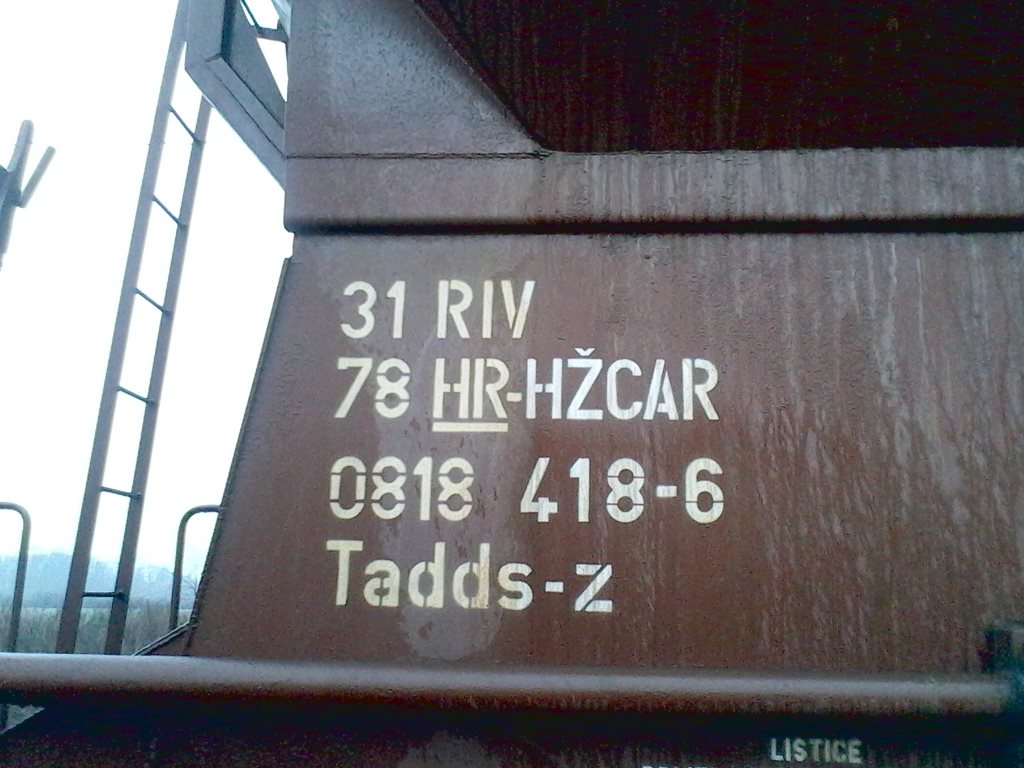 31 RIV
78 HR-HŽCAR
0818 418-6
Tadds-z
LISTICE